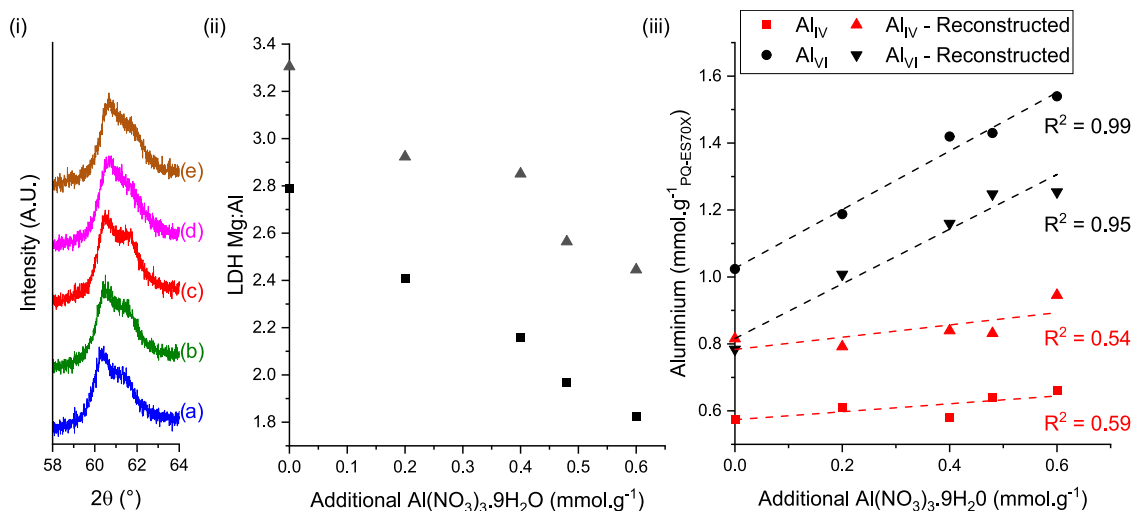 (i)
Intensity (A.U.)
(e)
(d)
(c)
(b)
(a)
58 60 62 64
2θ (°)
(ii)
LDH Mg:Al
3.4
3.2
3.0
2.8
2.6
2.4
2.2
2.0
1.8
0.0 0.1 0.2 0.3 0.4 0.5 0.6
Additional Al(NO3)3.9H2O (mmol.g-1)
(iii)
AlIV AlIV - Reconstructed
AlVI AlVI - Reconstructed
Aluminium (mmol.g-1PQ-ES70X)
1.6
1.4
1.2
1.0
0.8
0.6
R2 = 0.99
R2 = 0.95
R2 = 0.54
R2 = 0.59
0.0 0.2 0.4 0.6
Additional Al(NO3)3.9H20 (mmol.g-1)